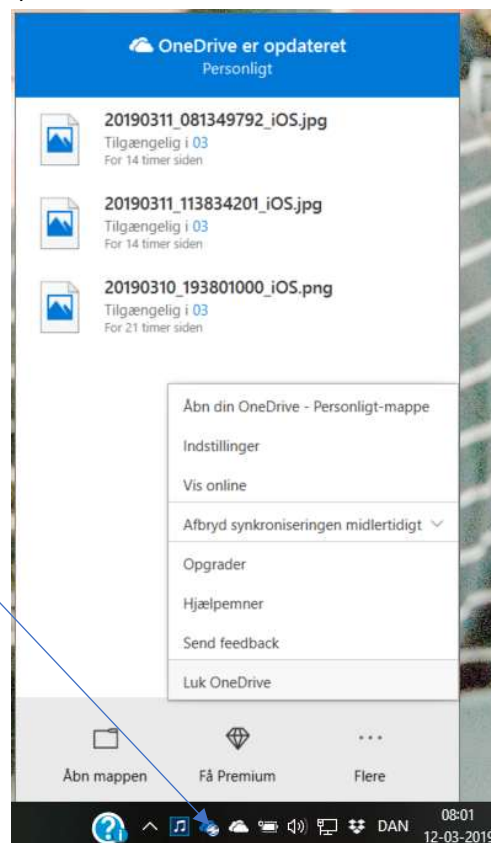 OneDrive er opdateret
Personligt
20190311_081349792_iOS.jpg
Tilgængelig i 03
For 14 timer siden
20190311_113834201_iOS.jpg
Tilgængelig i 03
For 14 timer siden
20190310_193801000_iOS.png
Tilgængelig i 03
For 21 timer siden
Åbn din OneDrive - Personligt-mappe
Indstillinger
Vis online
Afbryd synkroniseringen midlertidigt
Opgrader
Hjælpemner
Send feedback
Luk OneDrive
Åbn mappen
Få Premium
Flere
DAN
08:01
12-03-2019